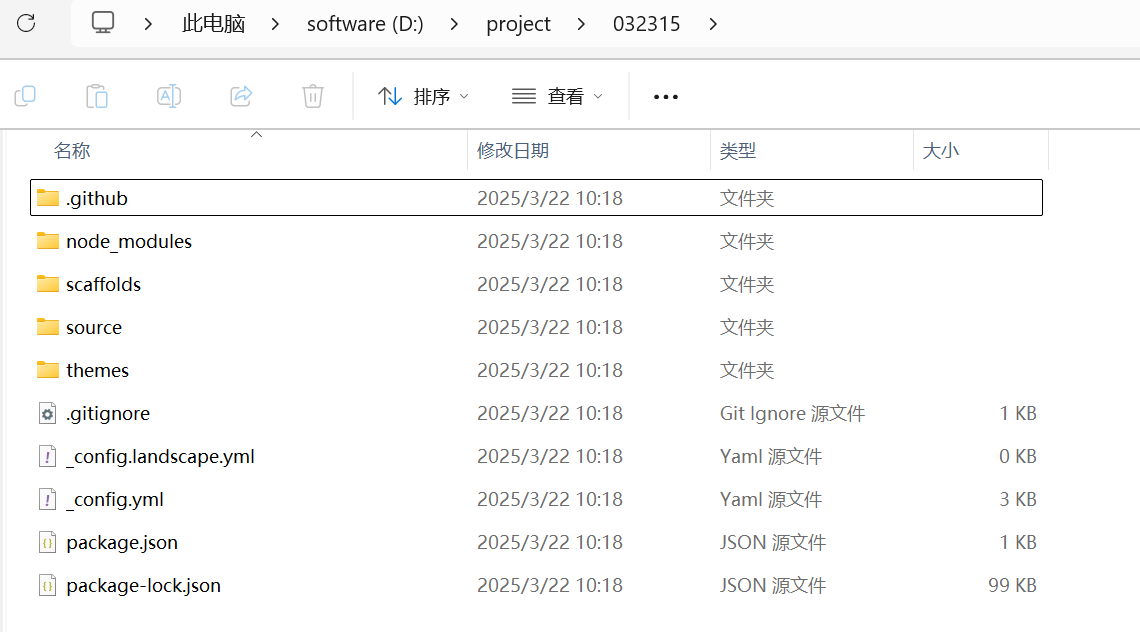 此电脑 > software (D:) > project > 032315 >
排序 查看 •••
名称 修改日期 类型 大小
.github 2025/3/22 10:18 文件夹
node_modules 2025/3/22 10:18 文件夹
scaffolds 2025/3/22 10:18 文件夹
source 2025/3/22 10:18 文件夹
themes 2025/3/22 10:18 文件夹
.gitignore 2025/3/22 10:18 Git Ignore 源文件 1 KB
_config.landscape.yml 2025/3/22 10:18 Yaml 源文件 0 KB
_config.yml 2025/3/22 10:18 Yaml 源文件 3 KB
package.json 2025/3/22 10:18 JSON 源文件 1 KB
package-lock.json 2025/3/22 10:18 JSON 源文件 99 KB